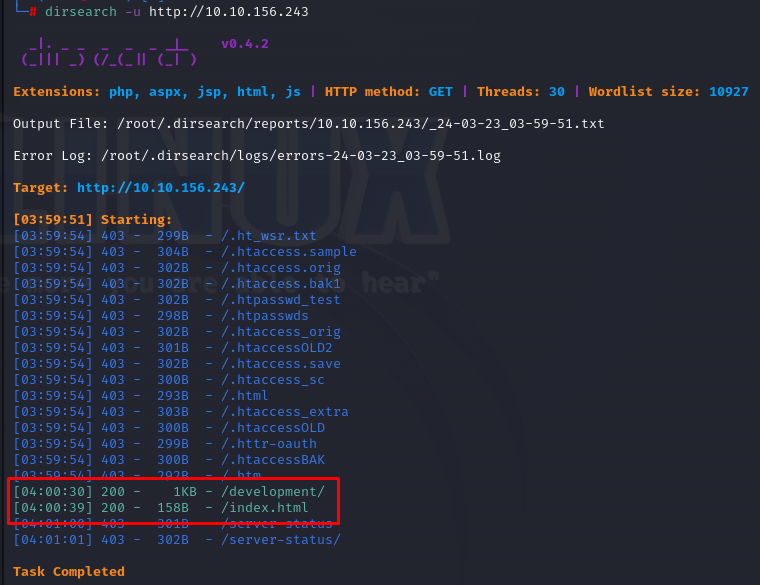 └─# dirsearch -u http://10.10.156.243
v0.4.2
Extensions: php, aspx, jsp, html, js | HTTP method: GET | Threads: 30 | Wordlist size: 10927
Output File: /root/.dirsearch/reports/10.10.156.243/_24-03-23_03-59-51.txt
Error Log: /root/.dirsearch/logs/errors-24-03-23_03-59-51.log
Target: http://10.10.156.243/
[03:59:51] Starting:
[03:59:54] 403 -  299B  - /.ht_wsr.txt
[03:59:54] 403 -  304B  - /.htaccess.sample
[03:59:54] 403 -  302B  - /.htaccess.orig
[03:59:54] 403 -  302B  - /.htaccess.bak1
[03:59:54] 403 -  302B  - /.htpasswd_test
[03:59:54] 403 -  298B  - /.htpasswds
[03:59:54] 403 -  302B  - /.htaccess_orig
[03:59:54] 403 -  301B  - /.htaccessOLD2
[03:59:54] 403 -  302B  - /.htaccess.save
[03:59:54] 403 -  300B  - /.htaccess_sc
[03:59:54] 403 -  293B  - /.html
[03:59:54] 403 -  303B  - /.htaccess_extra
[03:59:54] 403 -  300B  - /.htaccessOLD
[03:59:54] 403 -  299B  - /.httr-oauth
[03:59:54] 403 -  300B  - /.htaccessBAK
[03:59:54] 403 -  292B  - /.htm
[04:00:30] 200 -    1KB - /development/
[04:00:39] 200 -  158B  - /index.html
[04:01:00] 403 -  301B  - /server-status
[04:01:01] 403 -  302B  - /server-status/
Task Completed